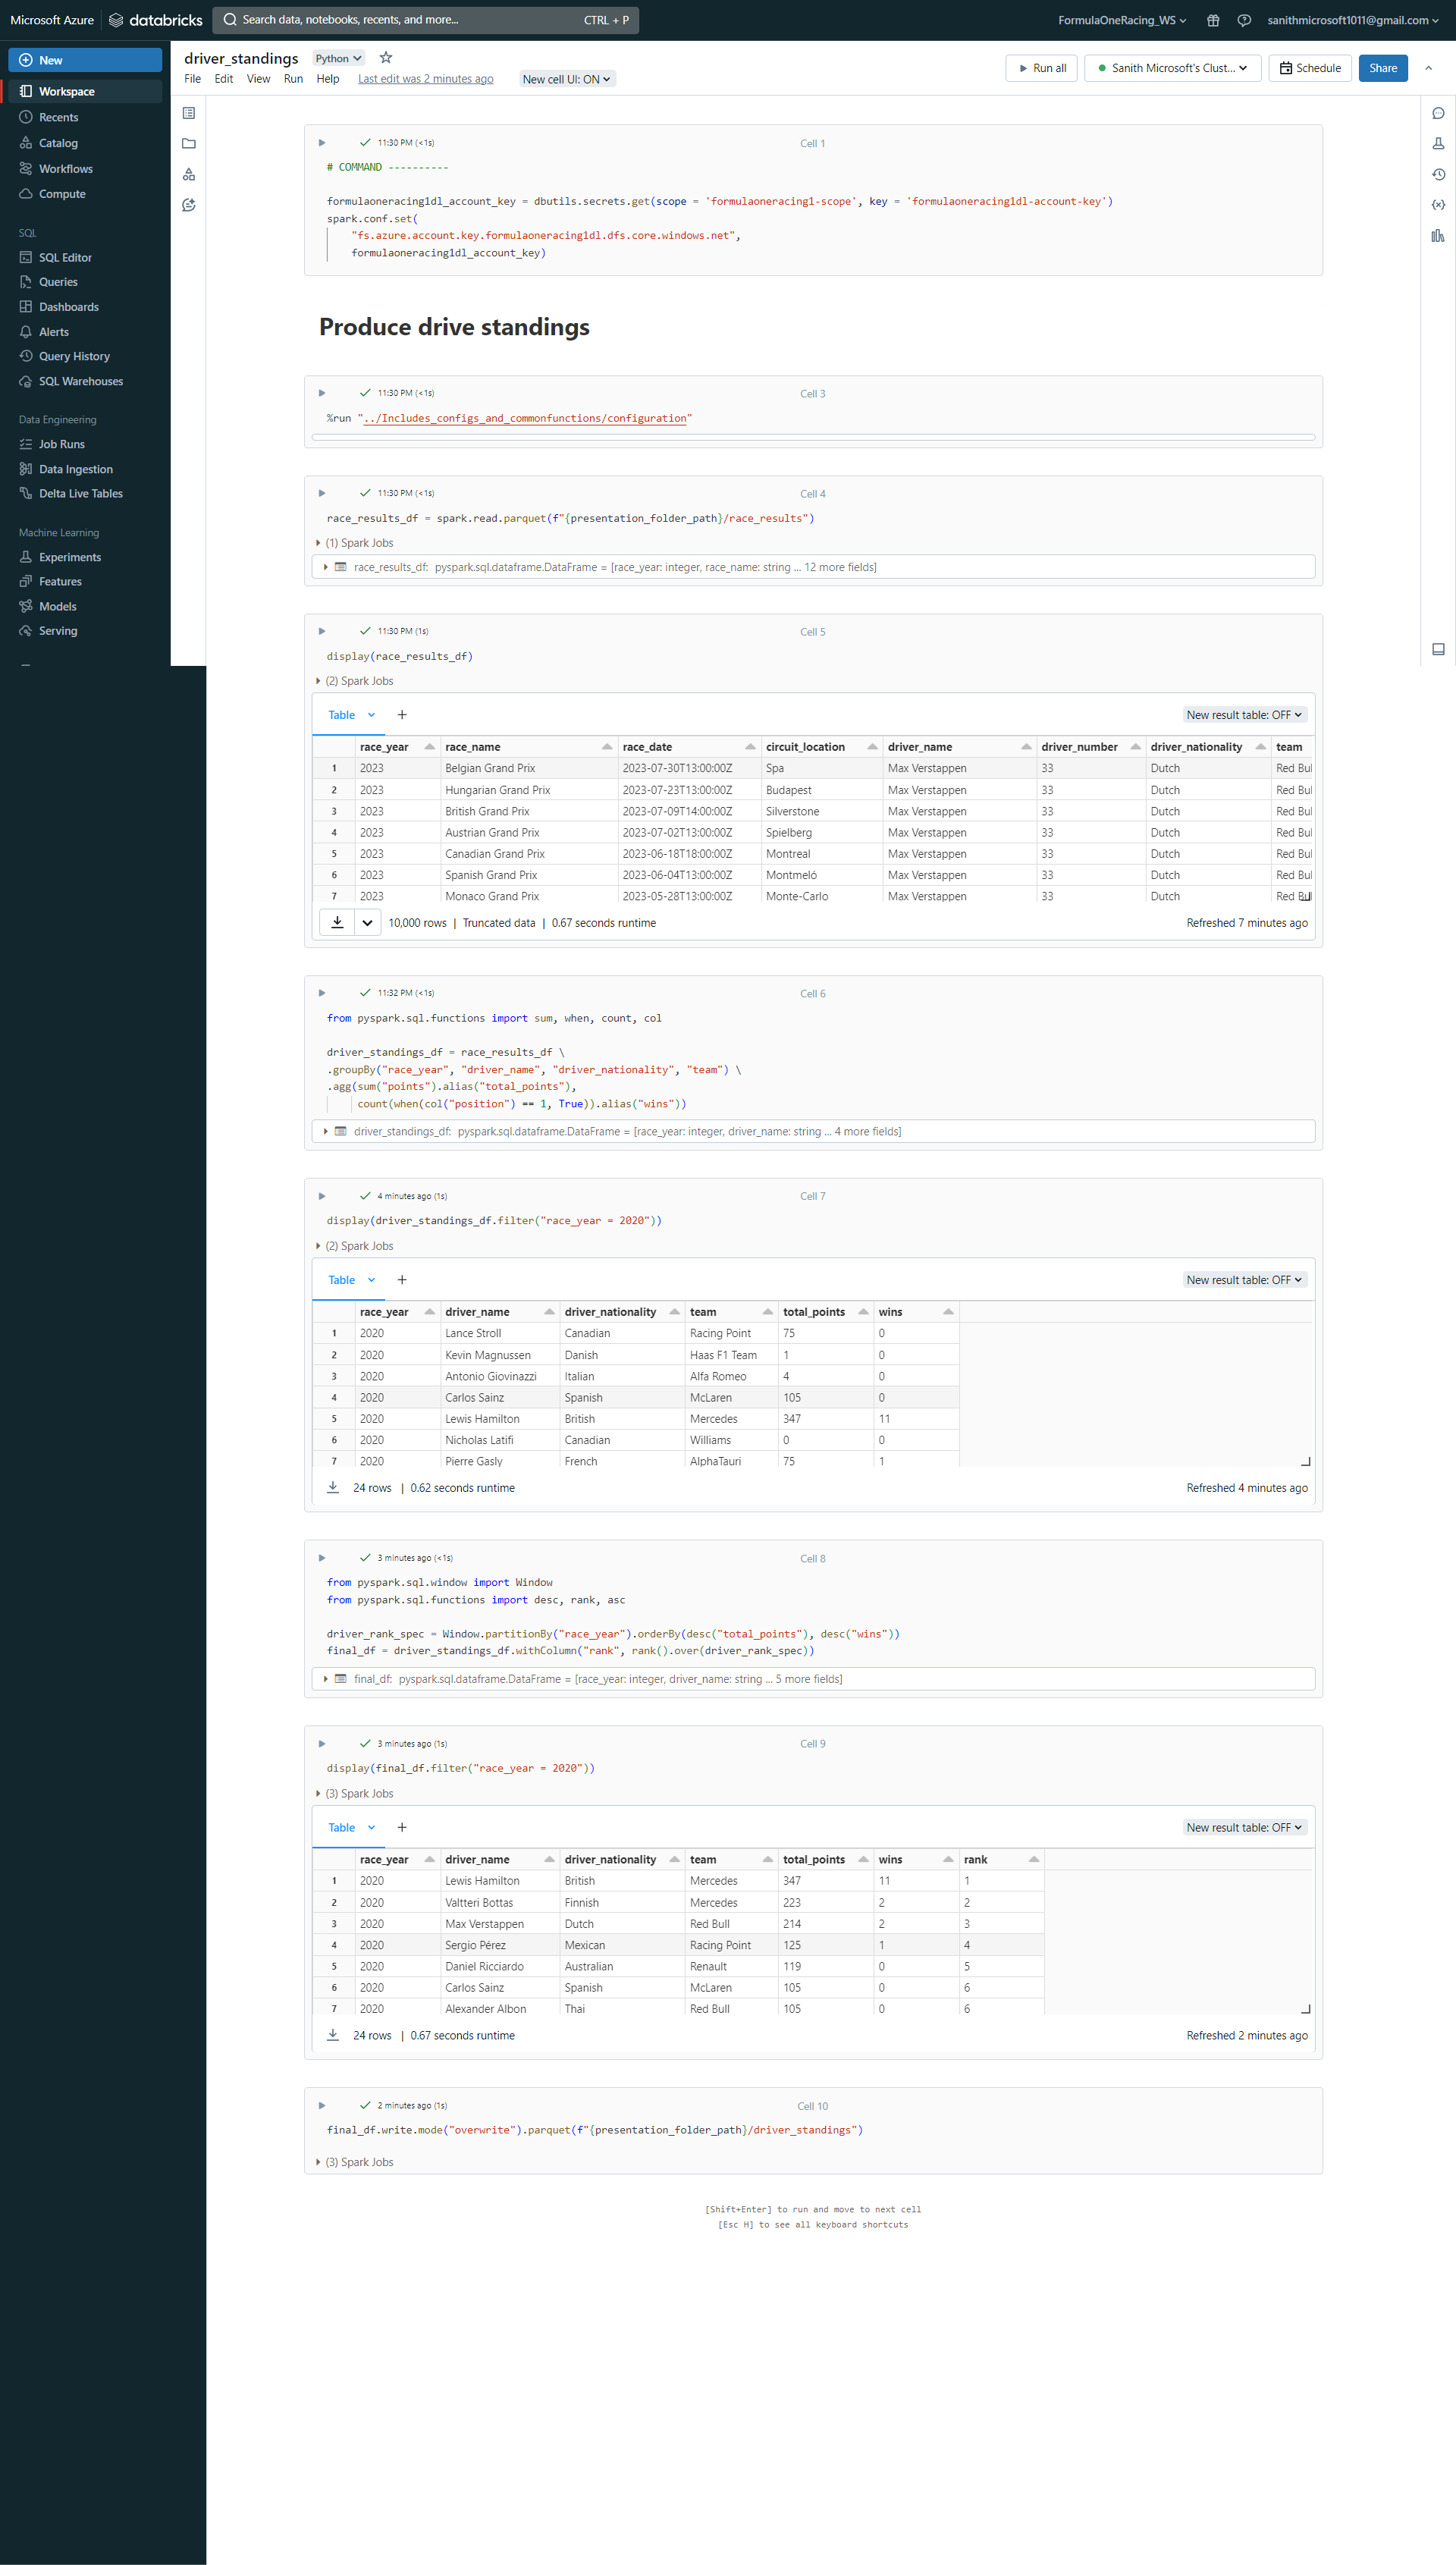 Microsoft Azure databricks Search data, notebooks, recents, and more... CTRL + P FormulaOneRacing_WS sanithmicrosoft1011@gmail.com
New
Workspace
Recents
Catalog
Workflows
Compute
SQL
SQL Editor
Queries
Dashboards
Alerts
Query History
SQL Warehouses
Data Engineering
Job Runs
Data Ingestion
Delta Live Tables
Machine Learning
Experiments
Features
Models
Serving
driver_standings Python
File Edit View Run Help Last edit was 2 minutes ago New cell UI: ON
Run all Sanith Microsoft's Clust... Schedule Share
11:30 PM (<1s) Cell 1
# COMMAND ----------
formulaoneracing1dl_account_key = dbutils.secrets.get(scope = 'formulaoneracing1-scope', key = 'formulaoneracing1dl-account-key')
spark.conf.set(
"fs.azure.account.key.formulaoneracing1dl.dfs.core.windows.net",
formulaoneracing1dl_account_key)
Produce drive standings
11:30 PM (<1s) Cell 3
%run "../Includes_configs_and_commonfunctions/configuration"
11:30 PM (<1s) Cell 4
race_results_df = spark.read.parquet(f"{presentation_folder_path}/race_results")
(1) Spark Jobs
race_results_df: pyspark.sql.dataframe.DataFrame = [race_year: integer, race_name: string ... 12 more fields]
11:30 PM (1s) Cell 5
display(race_results_df)
(2) Spark Jobs
Table + New result table: OFF
race_year race_name race_date circuit_location driver_name driver_number driver_nationality team
1 2023 Belgian Grand Prix 2023-07-30T13:00:00Z Spa Max Verstappen 33 Dutch Red Bul
2 2023 Hungarian Grand Prix 2023-07-23T13:00:00Z Budapest Max Verstappen 33 Dutch Red Bul
3 2023 British Grand Prix 2023-07-09T14:00:00Z Silverstone Max Verstappen 33 Dutch Red Bul
4 2023 Austrian Grand Prix 2023-07-02T13:00:00Z Spielberg Max Verstappen 33 Dutch Red Bul
5 2023 Canadian Grand Prix 2023-06-18T18:00:00Z Montreal Max Verstappen 33 Dutch Red Bul
6 2023 Spanish Grand Prix 2023-06-04T13:00:00Z Montmeló Max Verstappen 33 Dutch Red Bul
7 2023 Monaco Grand Prix 2023-05-28T13:00:00Z Monte-Carlo Max Verstappen 33 Dutch Red Bul
10,000 rows | Truncated data | 0.67 seconds runtime Refreshed 7 minutes ago
11:32 PM (<1s) Cell 6
from pyspark.sql.functions import sum, when, count, col
driver_standings_df = race_results_df \
.groupBy("race_year", "driver_name", "driver_nationality", "team") \
.agg(sum("points").alias("total_points"),
count(when(col("position") == 1, True)).alias("wins"))
driver_standings_df: pyspark.sql.dataframe.DataFrame = [race_year: integer, driver_name: string ... 4 more fields]
4 minutes ago (1s) Cell 7
display(driver_standings_df.filter("race_year = 2020"))
(2) Spark Jobs
Table + New result table: OFF
race_year driver_name driver_nationality team total_points wins
1 2020 Lance Stroll Canadian Racing Point 75 0
2 2020 Kevin Magnussen Danish Haas F1 Team 1 0
3 2020 Antonio Giovinazzi Italian Alfa Romeo 4 0
4 2020 Carlos Sainz Spanish McLaren 105 0
5 2020 Lewis Hamilton British Mercedes 347 11
6 2020 Nicholas Latifi Canadian Williams 0 0
7 2020 Pierre Gasly French AlphaTauri 75 1
24 rows | 0.62 seconds runtime Refreshed 4 minutes ago
3 minutes ago (<1s) Cell 8
from pyspark.sql.window import Window
from pyspark.sql.functions import desc, rank, asc
driver_rank_spec = Window.partitionBy("race_year").orderBy(desc("total_points"), desc("wins"))
final_df = driver_standings_df.withColumn("rank", rank().over(driver_rank_spec))
final_df: pyspark.sql.dataframe.DataFrame = [race_year: integer, driver_name: string ... 5 more fields]
3 minutes ago (1s) Cell 9
display(final_df.filter("race_year = 2020"))
(3) Spark Jobs
Table + New result table: OFF
race_year driver_name driver_nationality team total_points wins rank
1 2020 Lewis Hamilton British Mercedes 347 11 1
2 2020 Valtteri Bottas Finnish Mercedes 223 2 2
3 2020 Max Verstappen Dutch Red Bull 214 2 3
4 2020 Sergio Pérez Mexican Racing Point 125 1 4
5 2020 Daniel Ricciardo Australian Renault 119 0 5
6 2020 Carlos Sainz Spanish McLaren 105 0 6
7 2020 Alexander Albon Thai Red Bull 105 0 6
24 rows | 0.67 seconds runtime Refreshed 2 minutes ago
2 minutes ago (1s) Cell 10
final_df.write.mode("overwrite").parquet(f"{presentation_folder_path}/driver_standings")
(3) Spark Jobs
[Shift+Enter] to run and move to next cell
[Esc H] to see all keyboard shortcuts